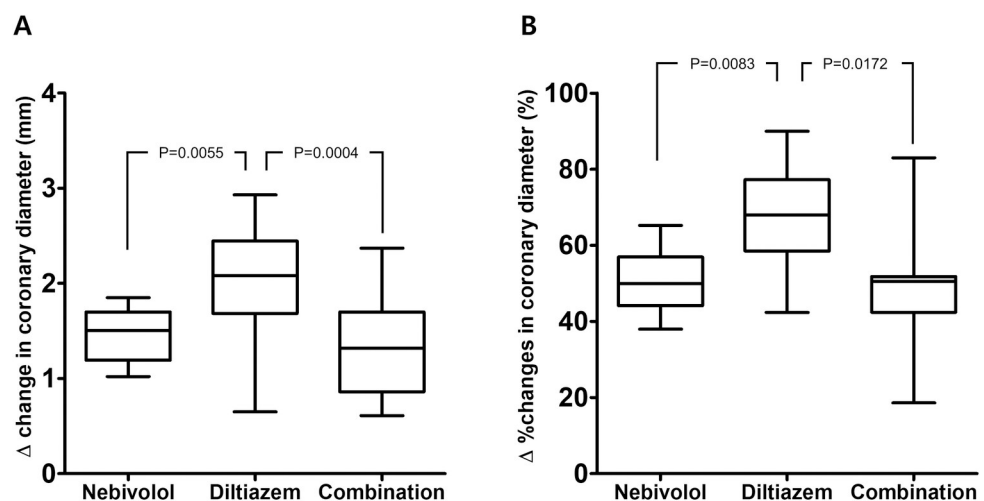 A
Δ change in coronary diameter (mm)
4
3
2
1
0
P=0.0055
P=0.0004
Nebivolol
Diltiazem
Combination
B
Δ %changes in coronary diameter (%)
100
80
60
40
20
0
P=0.0083
P=0.0172
Nebivolol
Diltiazem
Combination